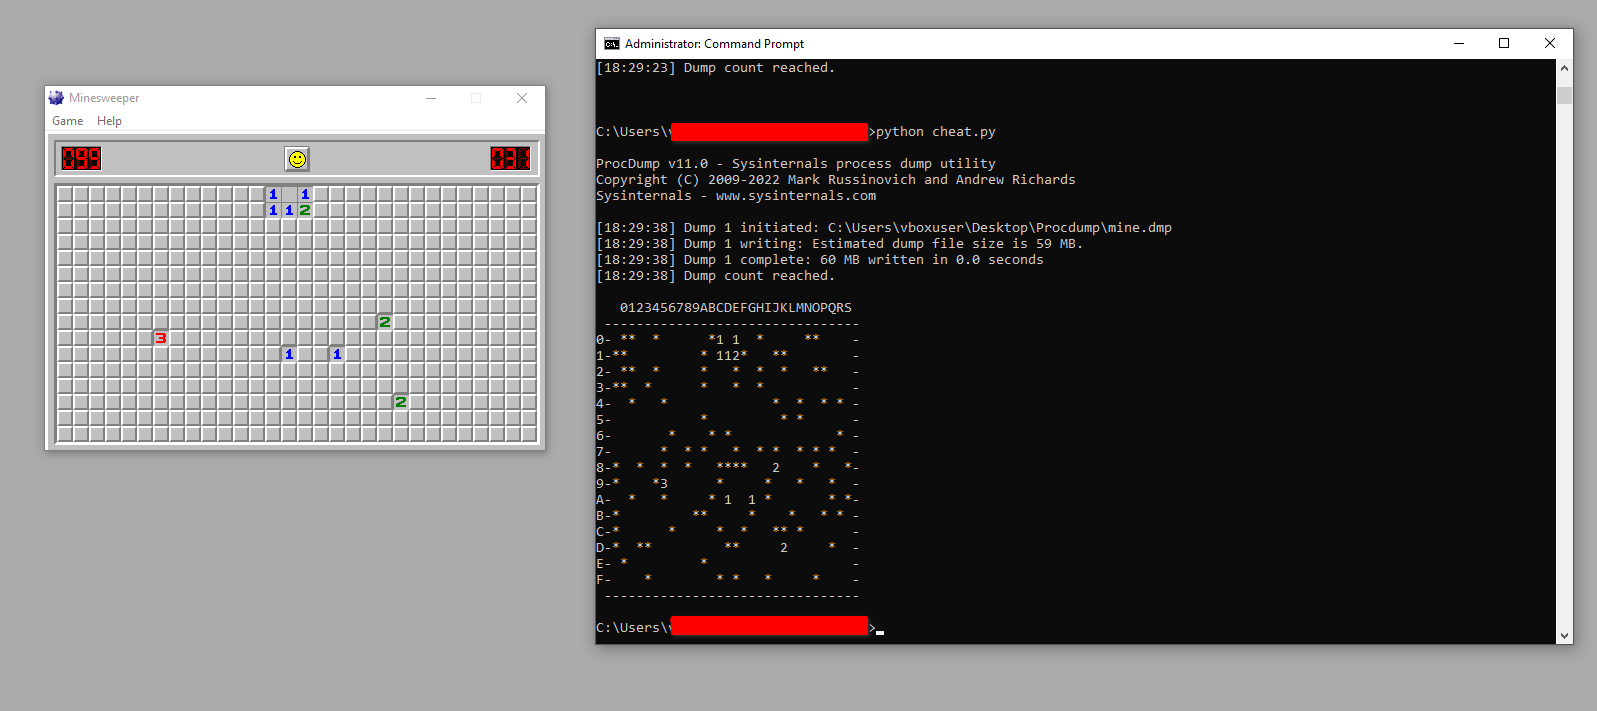 Minesweeper
Game Help
099
031
1 1
1 1 2
2
3
1 1
2
Administrator: Command Prompt
[18:29:23] Dump count reached.
C:\Users\v >python cheat.py
ProcDump v11.0 - Sysinternals process dump utility
Copyright (C) 2009-2022 Mark Russinovich and Andrew Richards
Sysinternals - www.sysinternals.com
[18:29:38] Dump 1 initiated: C:\Users\vboxuser\Desktop\Procdump\mine.dmp
[18:29:38] Dump 1 writing: Estimated dump file size is 59 MB.
[18:29:38] Dump 1 complete: 60 MB written in 0.0 seconds
[18:29:38] Dump count reached.
   0123456789ABCDEFGHIJKLMNOPQRS
 --------------------------------
0- **  *      *1 1  *     **    -
1-**         * 112*   **        -
2- **  *     *   *  *  *   **   -
3-**  *      *   *  *           -
4-  *   *             *  *  * * -
5-           *         * *      -
6-       *    * *             * -
7-      *  * *   *  * *  * * *  -
8-*  *  *  *   ****   2    *   *-
9-*    *3      *     *   *   *  -
A-  *   *     * 1  1 *       * *-
B-*         **     *    *   * * -
C-*      *     *  *   ** *      -
D-*  **         **     2     *  -
E- *         *                  -
F-    *        * *   *     *    -
 --------------------------------
C:\Users\v >